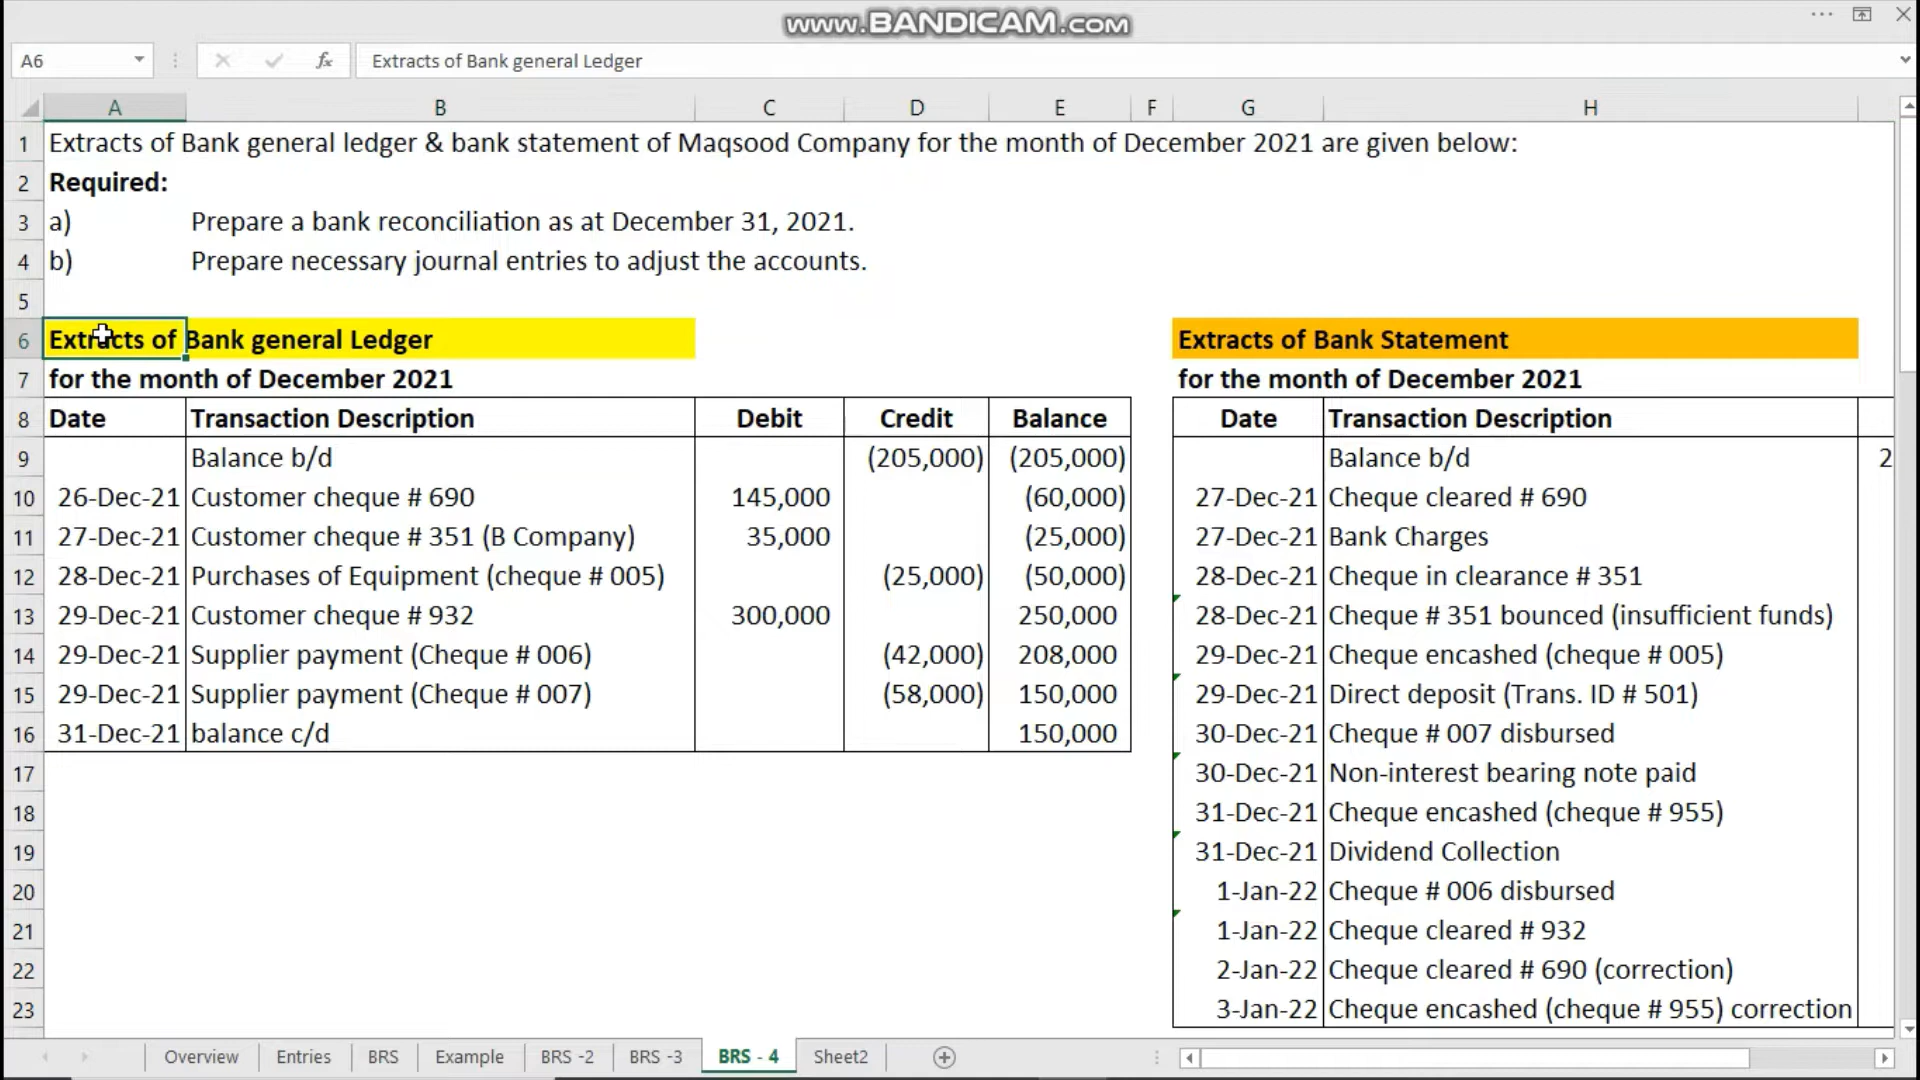 www.BANDICAM.com
A6
fx
Extracts of Bank general Ledger
A B C D E F G H
1 Extracts of Bank general ledger & bank statement of Maqsood Company for the month of December 2021 are given below:
2 Required:
3 a) Prepare a bank reconciliation as at December 31, 2021.
4 b) Prepare necessary journal entries to adjust the accounts.
5
6 Extracts of Bank general Ledger Extracts of Bank Statement
7 for the month of December 2021 for the month of December 2021
8 Date Transaction Description Debit Credit Balance Date Transaction Description
9 Balance b/d (205,000) (205,000) Balance b/d 2
10 26-Dec-21 Customer cheque # 690 145,000 (60,000) 27-Dec-21 Cheque cleared # 690
11 27-Dec-21 Customer cheque # 351 (B Company) 35,000 (25,000) 27-Dec-21 Bank Charges
12 28-Dec-21 Purchases of Equipment (cheque # 005) (25,000) (50,000) 28-Dec-21 Cheque in clearance # 351
13 29-Dec-21 Customer cheque # 932 300,000 250,000 28-Dec-21 Cheque # 351 bounced (insufficient funds)
14 29-Dec-21 Supplier payment (Cheque # 006) (42,000) 208,000 29-Dec-21 Cheque encashed (cheque # 005)
15 29-Dec-21 Supplier payment (Cheque # 007) (58,000) 150,000 29-Dec-21 Direct deposit (Trans. ID # 501)
16 31-Dec-21 balance c/d 150,000 30-Dec-21 Cheque # 007 disbursed
17 30-Dec-21 Non-interest bearing note paid
18 31-Dec-21 Cheque encashed (cheque # 955)
19 31-Dec-21 Dividend Collection
20 1-Jan-22 Cheque # 006 disbursed
21 1-Jan-22 Cheque cleared # 932
22 2-Jan-22 Cheque cleared # 690 (correction)
23 3-Jan-22 Cheque encashed (cheque # 955) correction
Overview Entries BRS Example BRS -2 BRS -3 BRS - 4 Sheet2